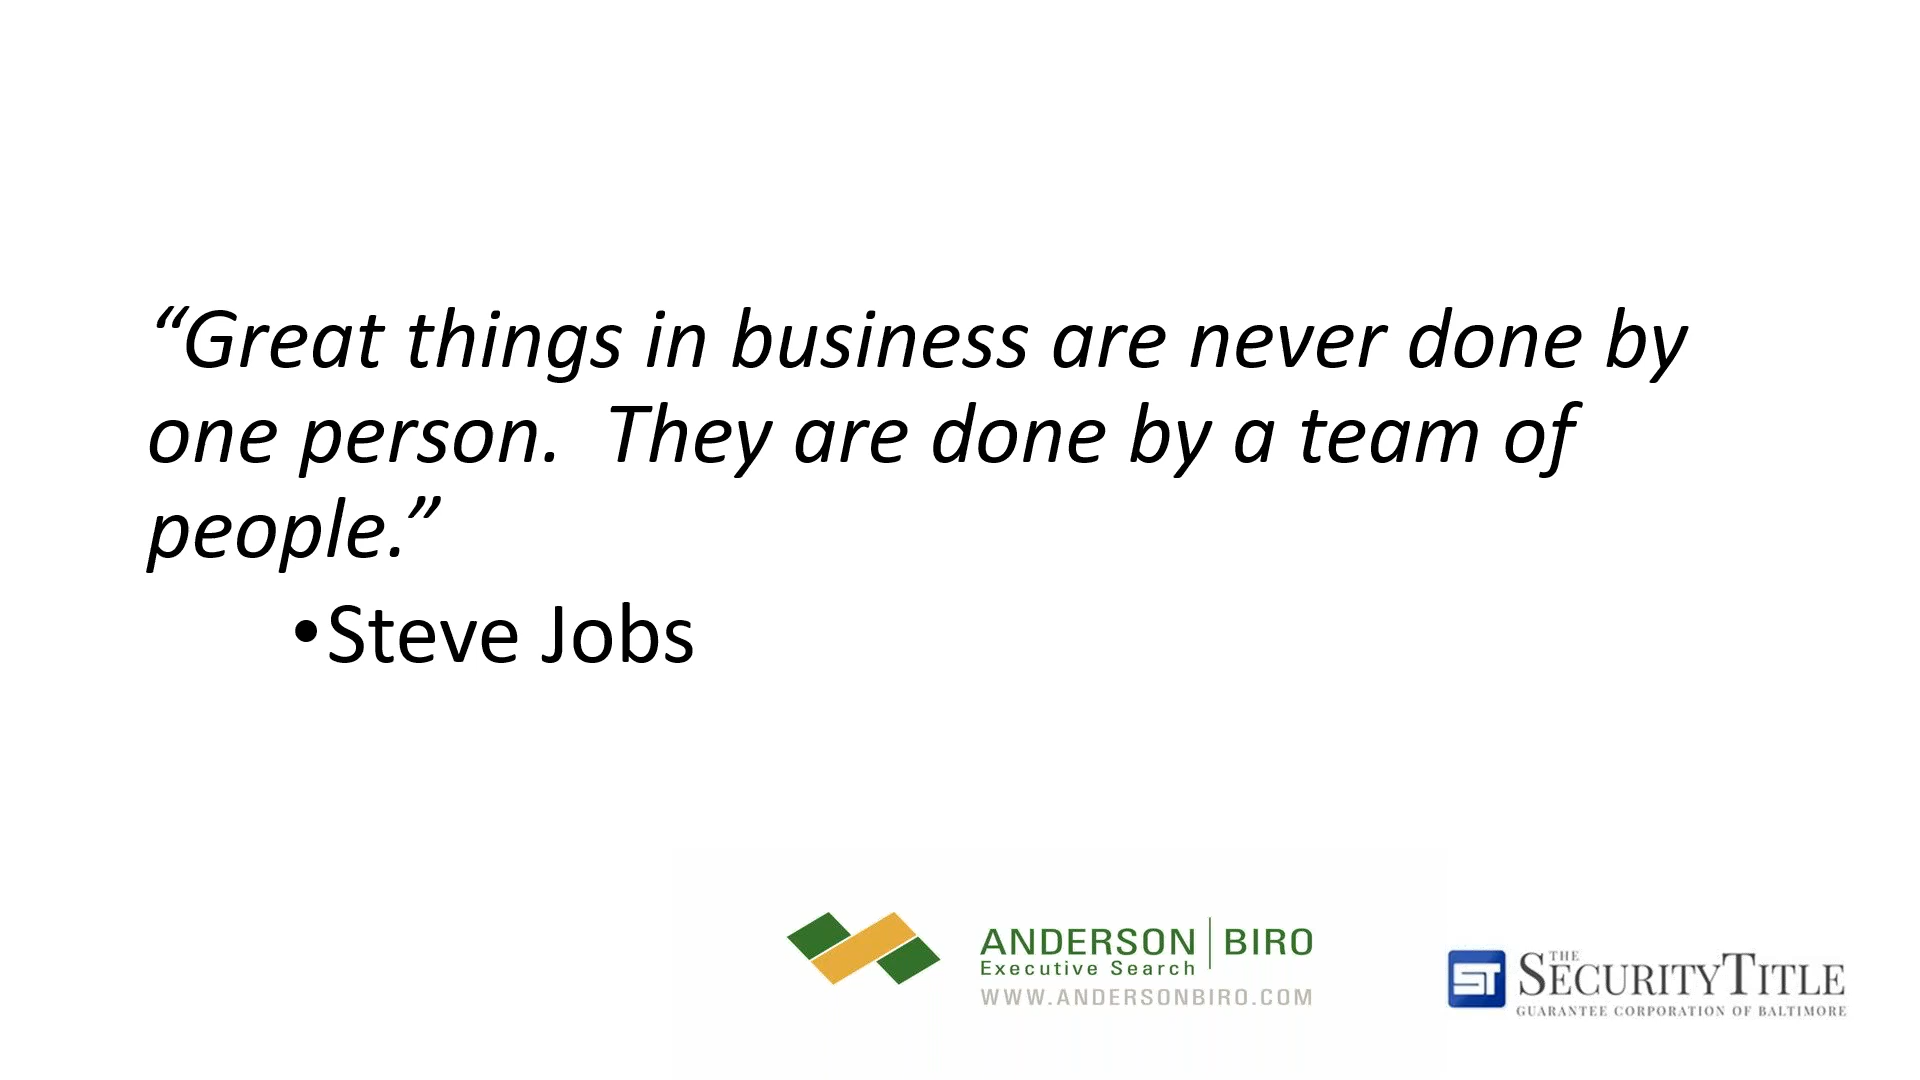 “Great things in business are never done by
one person.  They are done by a team of
people.”
•Steve Jobs
ANDERSON | BIRO
Executive Search
WWW.ANDERSONBIRO.COM
ST THE SECURITY TITLE
GUARANTEE CORPORATION OF BALTIMORE